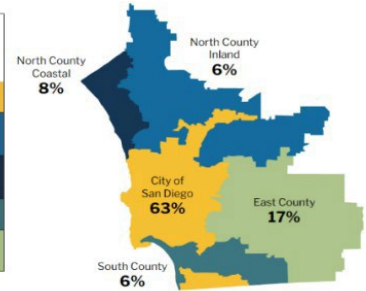 North County
Inland
6%
North County
Coastal
8%
City of
San Diego
63%
East County
17%
South County
6%